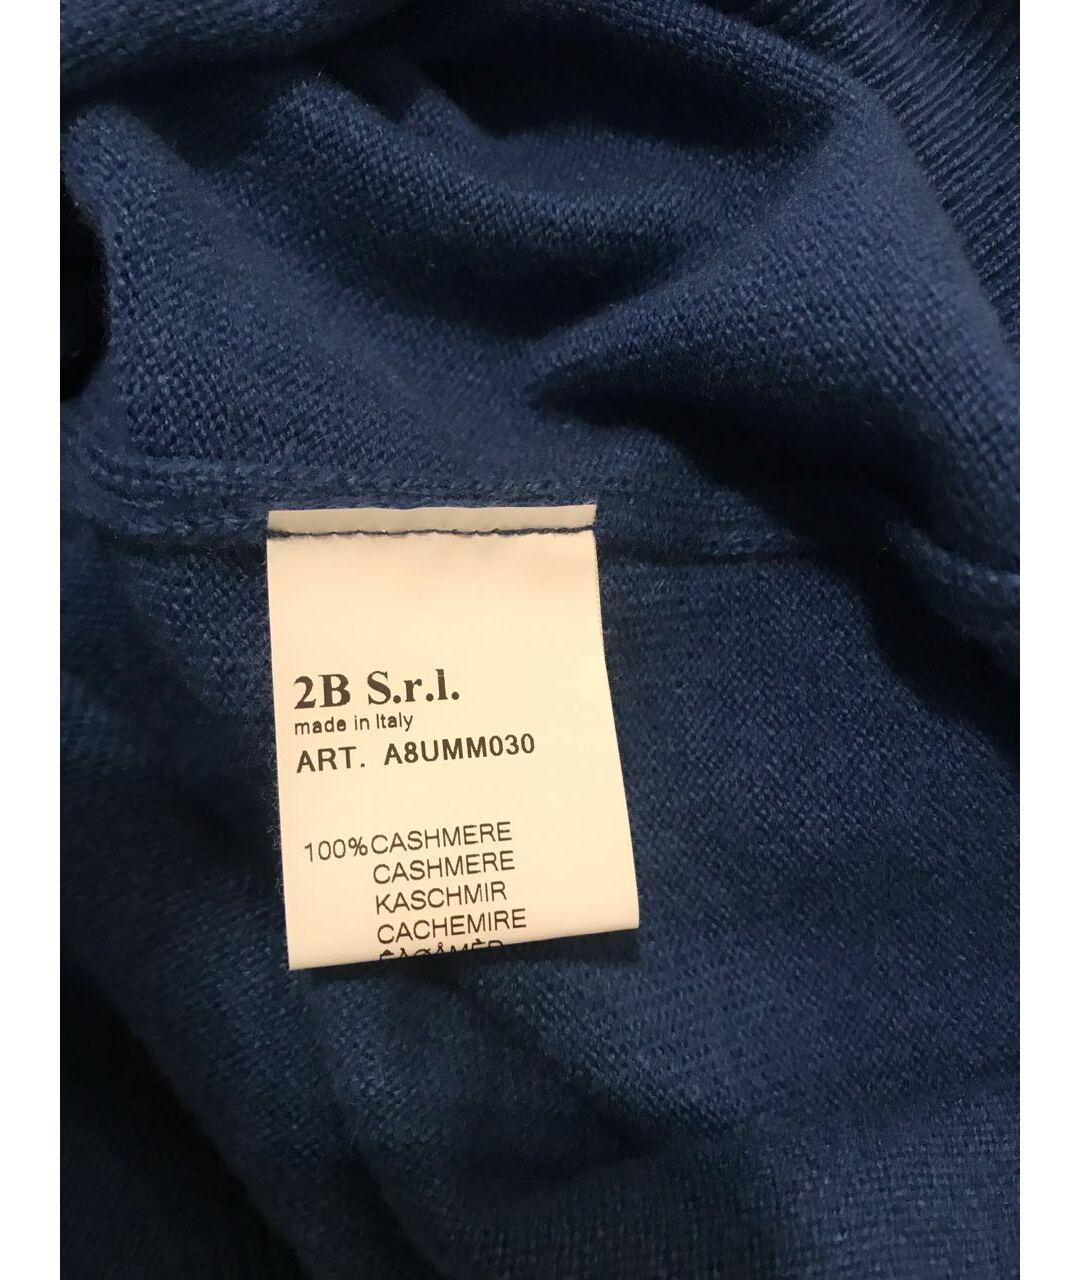 2B S.r.l.
made in Italy
ART. A8UMM030
100% CASHMERE
CASHMERE
KASCHMIR
CACHEMIRE